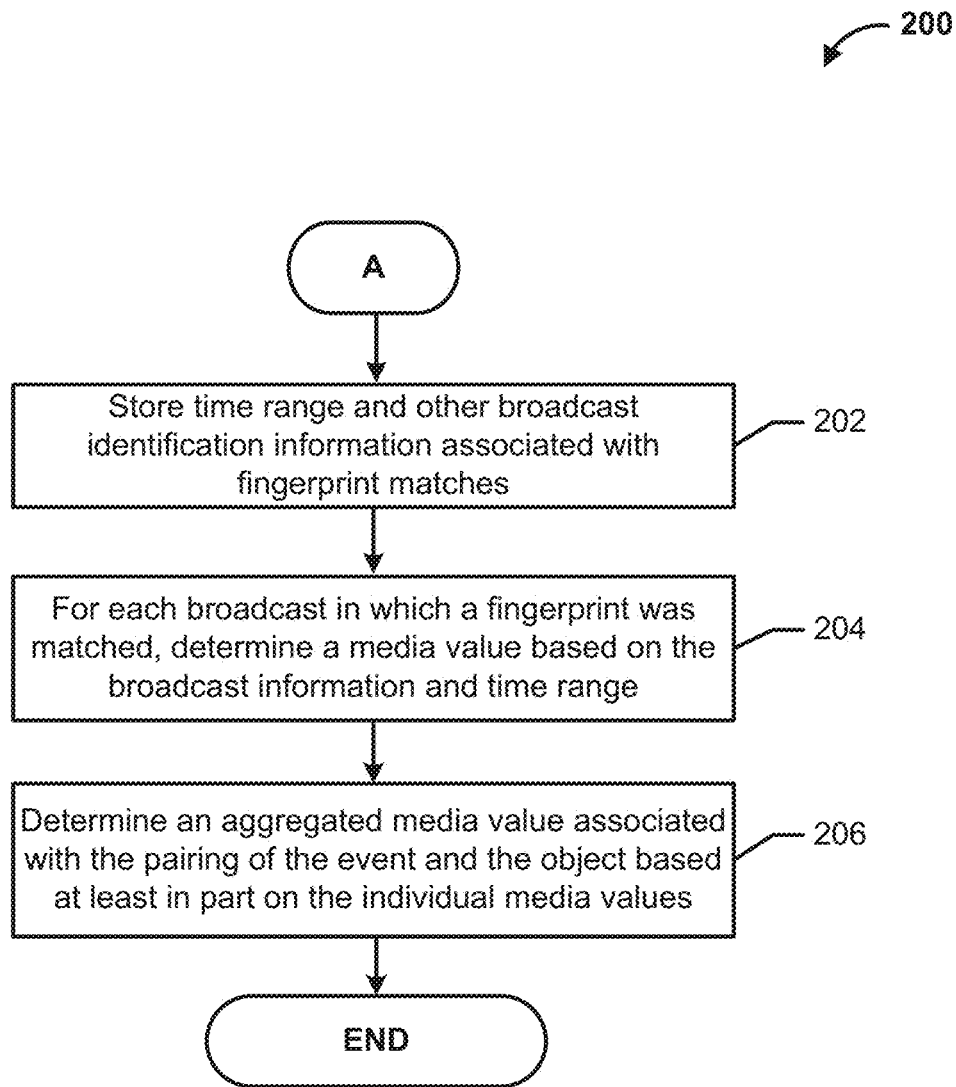 200
A
Store time range and other broadcast
identification information associated with
fingerprint matches
202
For each broadcast in which a fingerprint was
matched, determine a media value based on the
broadcast information and time range
204
Determine an aggregated media value associated
with the pairing of the event and the object based
at least in part on the individual media values
206
END